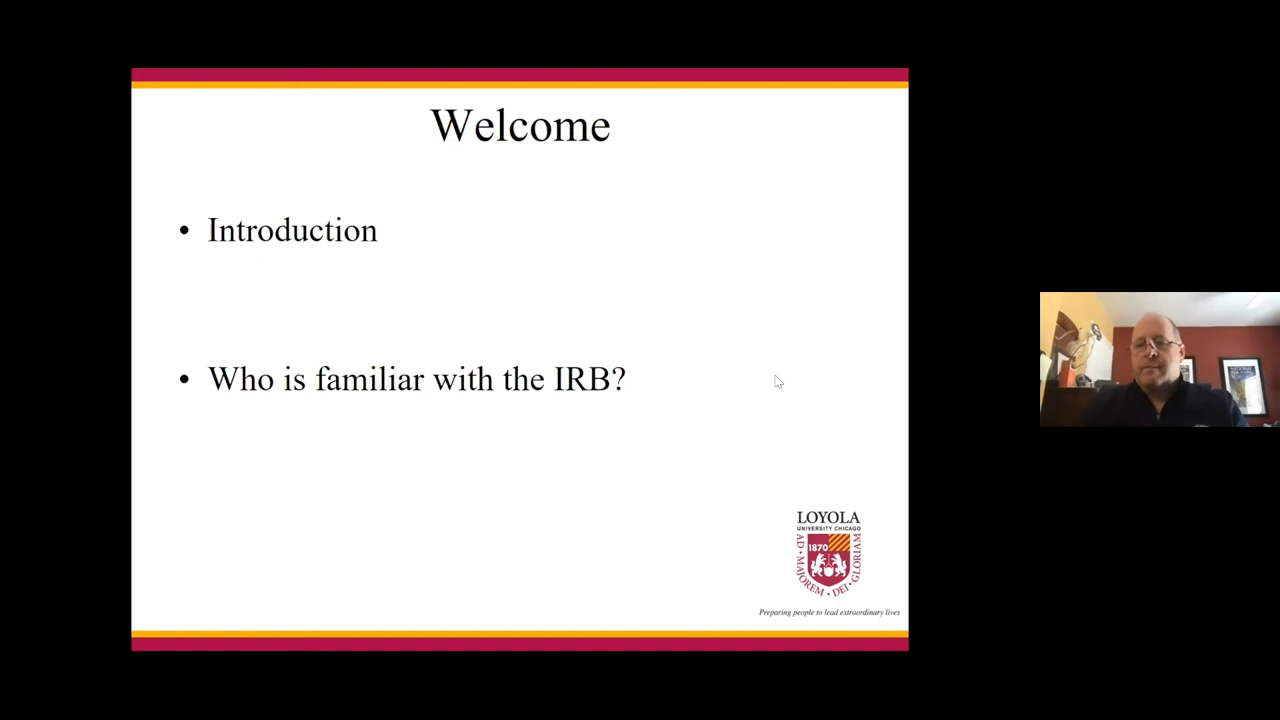 Welcome
• Introduction
• Who is familiar with the IRB?
LOYOLA
UNIVERSITY CHICAGO
1870
AD • MAJOREM • DEI • GLORIAM
Preparing people to lead extraordinary lives